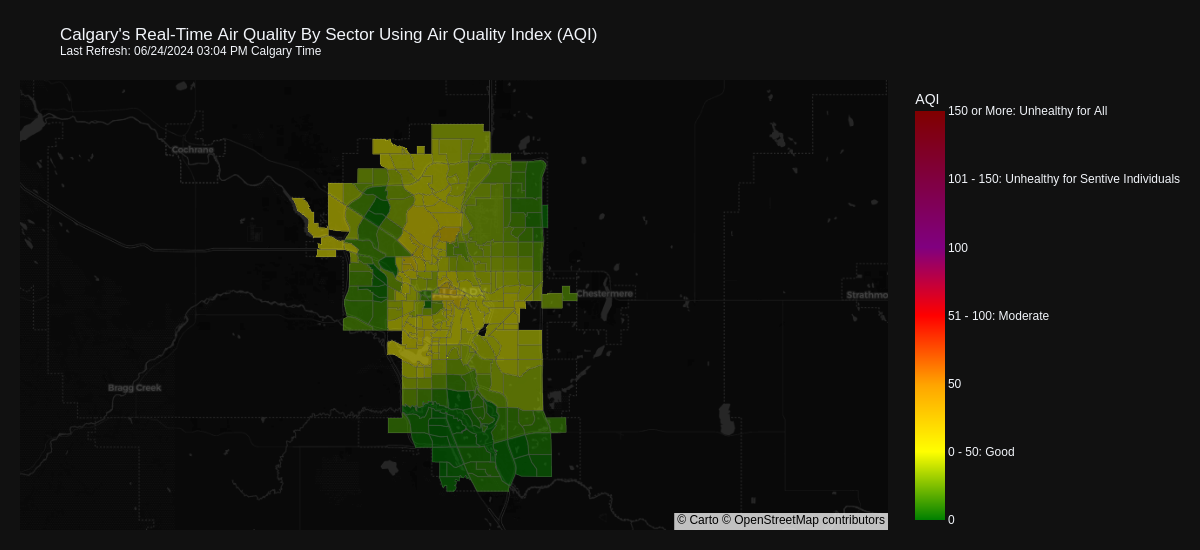 Calgary's Real-Time Air Quality By Sector Using Air Quality Index (AQI)
Last Refresh: 06/24/2024 03:04 PM Calgary Time
AQI
150 or More: Unhealthy for All
Cochrane
101 - 150: Unhealthy for Sentive Individuals
100
Chestermere
Strathmo
51 - 100: Moderate
Bragg Creek
50
0 - 50: Good
© Carto © OpenStreetMap contributors
0